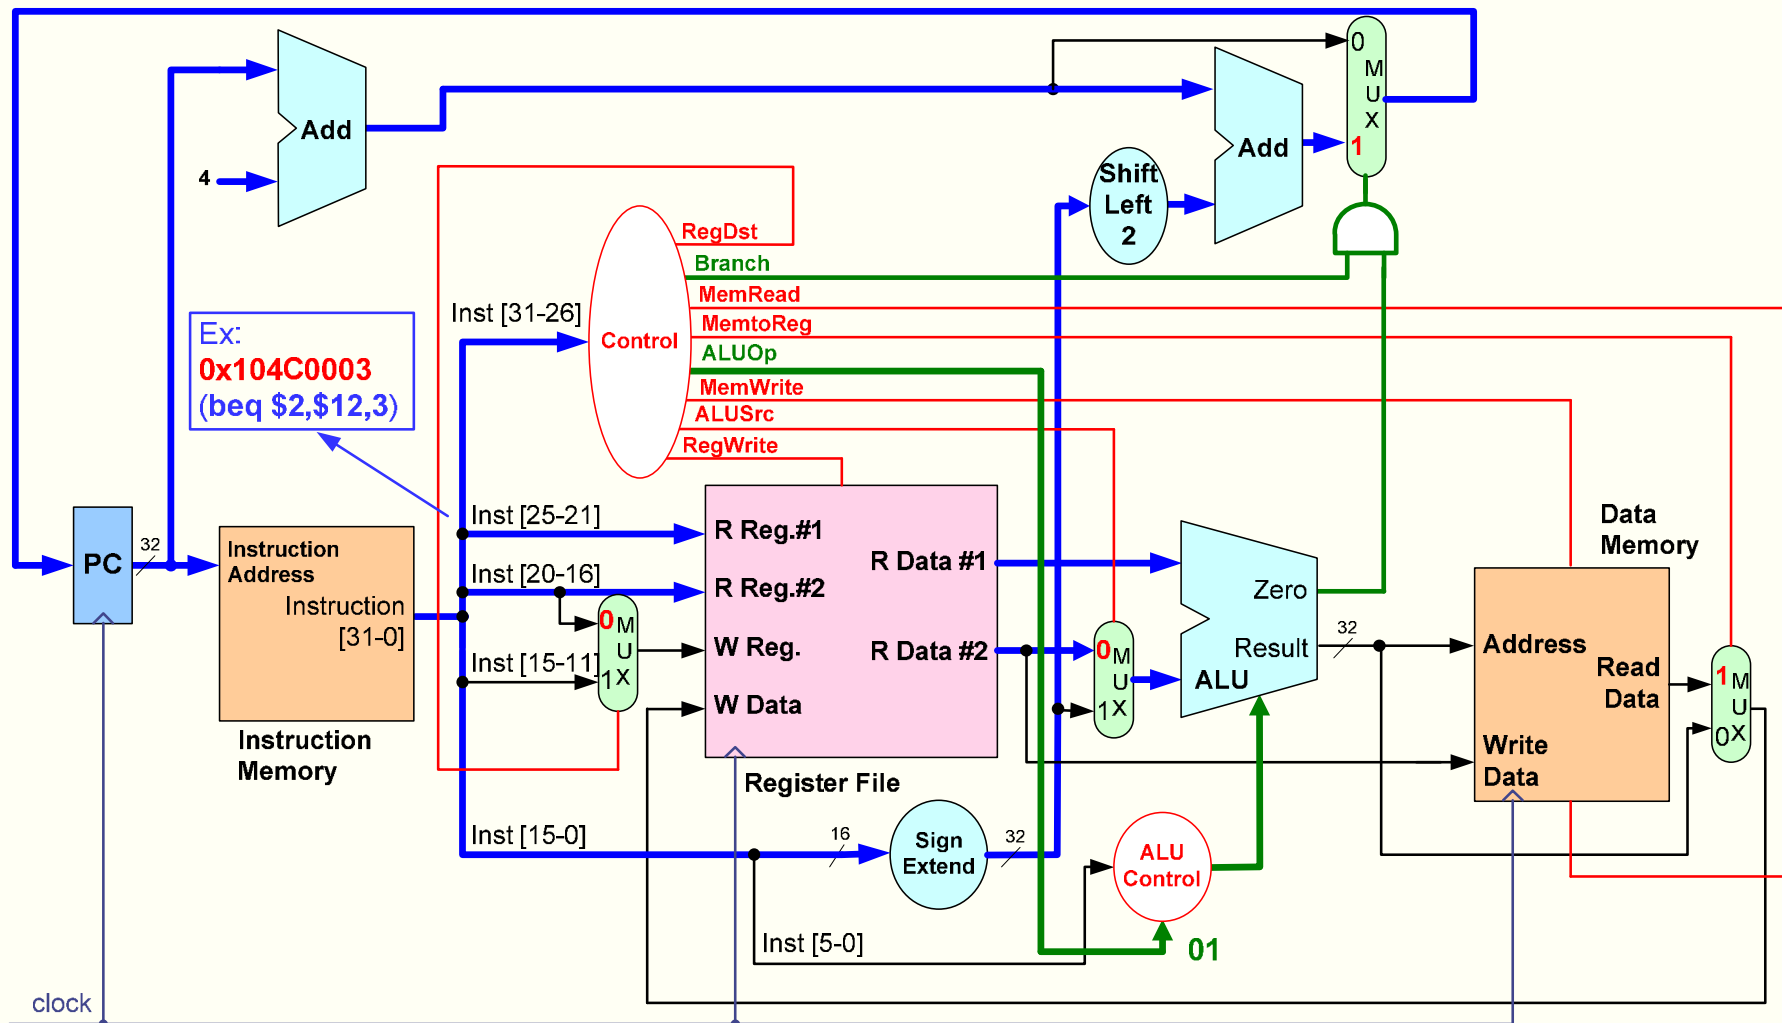 0
M
U
X
1
Add
4
Add
Shift
Left
2
RegDst
Branch
MemRead
MemtoReg
ALUOp
MemWrite
ALUSrc
RegWrite
Control
Inst [31-26]
Ex:
0x104C0003
(beq $2,$12,3)
PC
32
Instruction
Address
Instruction
[31-0]
Instruction
Memory
Inst [25-21]
Inst [20-16]
Inst [15-11]
0
M
U
1X
R Reg.#1
R Reg.#2
W Reg.
W Data
R Data #1
R Data #2
Register File
0
M
U
1X
Zero
Result
ALU
32
Data
Memory
Address
Read
Data
Write
Data
1
M
U
0X
Inst [15-0]
16
Sign
Extend
32
ALU
Control
Inst [5-0]
01
clock